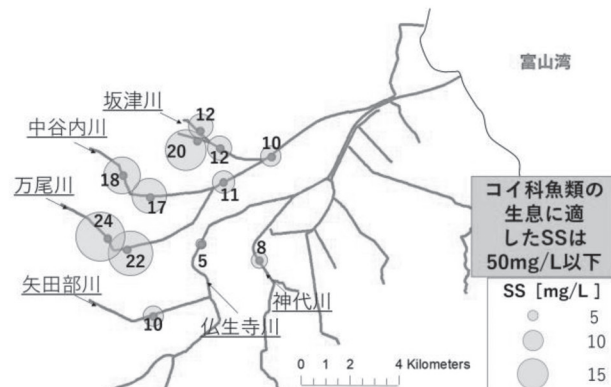 富山湾
坂津川
12
中谷内川
20
12
10
18
17
11
万尾川
24
22
5
8
矢田部川
10
神代川
仏生寺川
コイ科魚類の
生息に適
したSSは
50mg/L以下
SS [mg/L ]
5
10
15
0 1 2 4 Kilometers